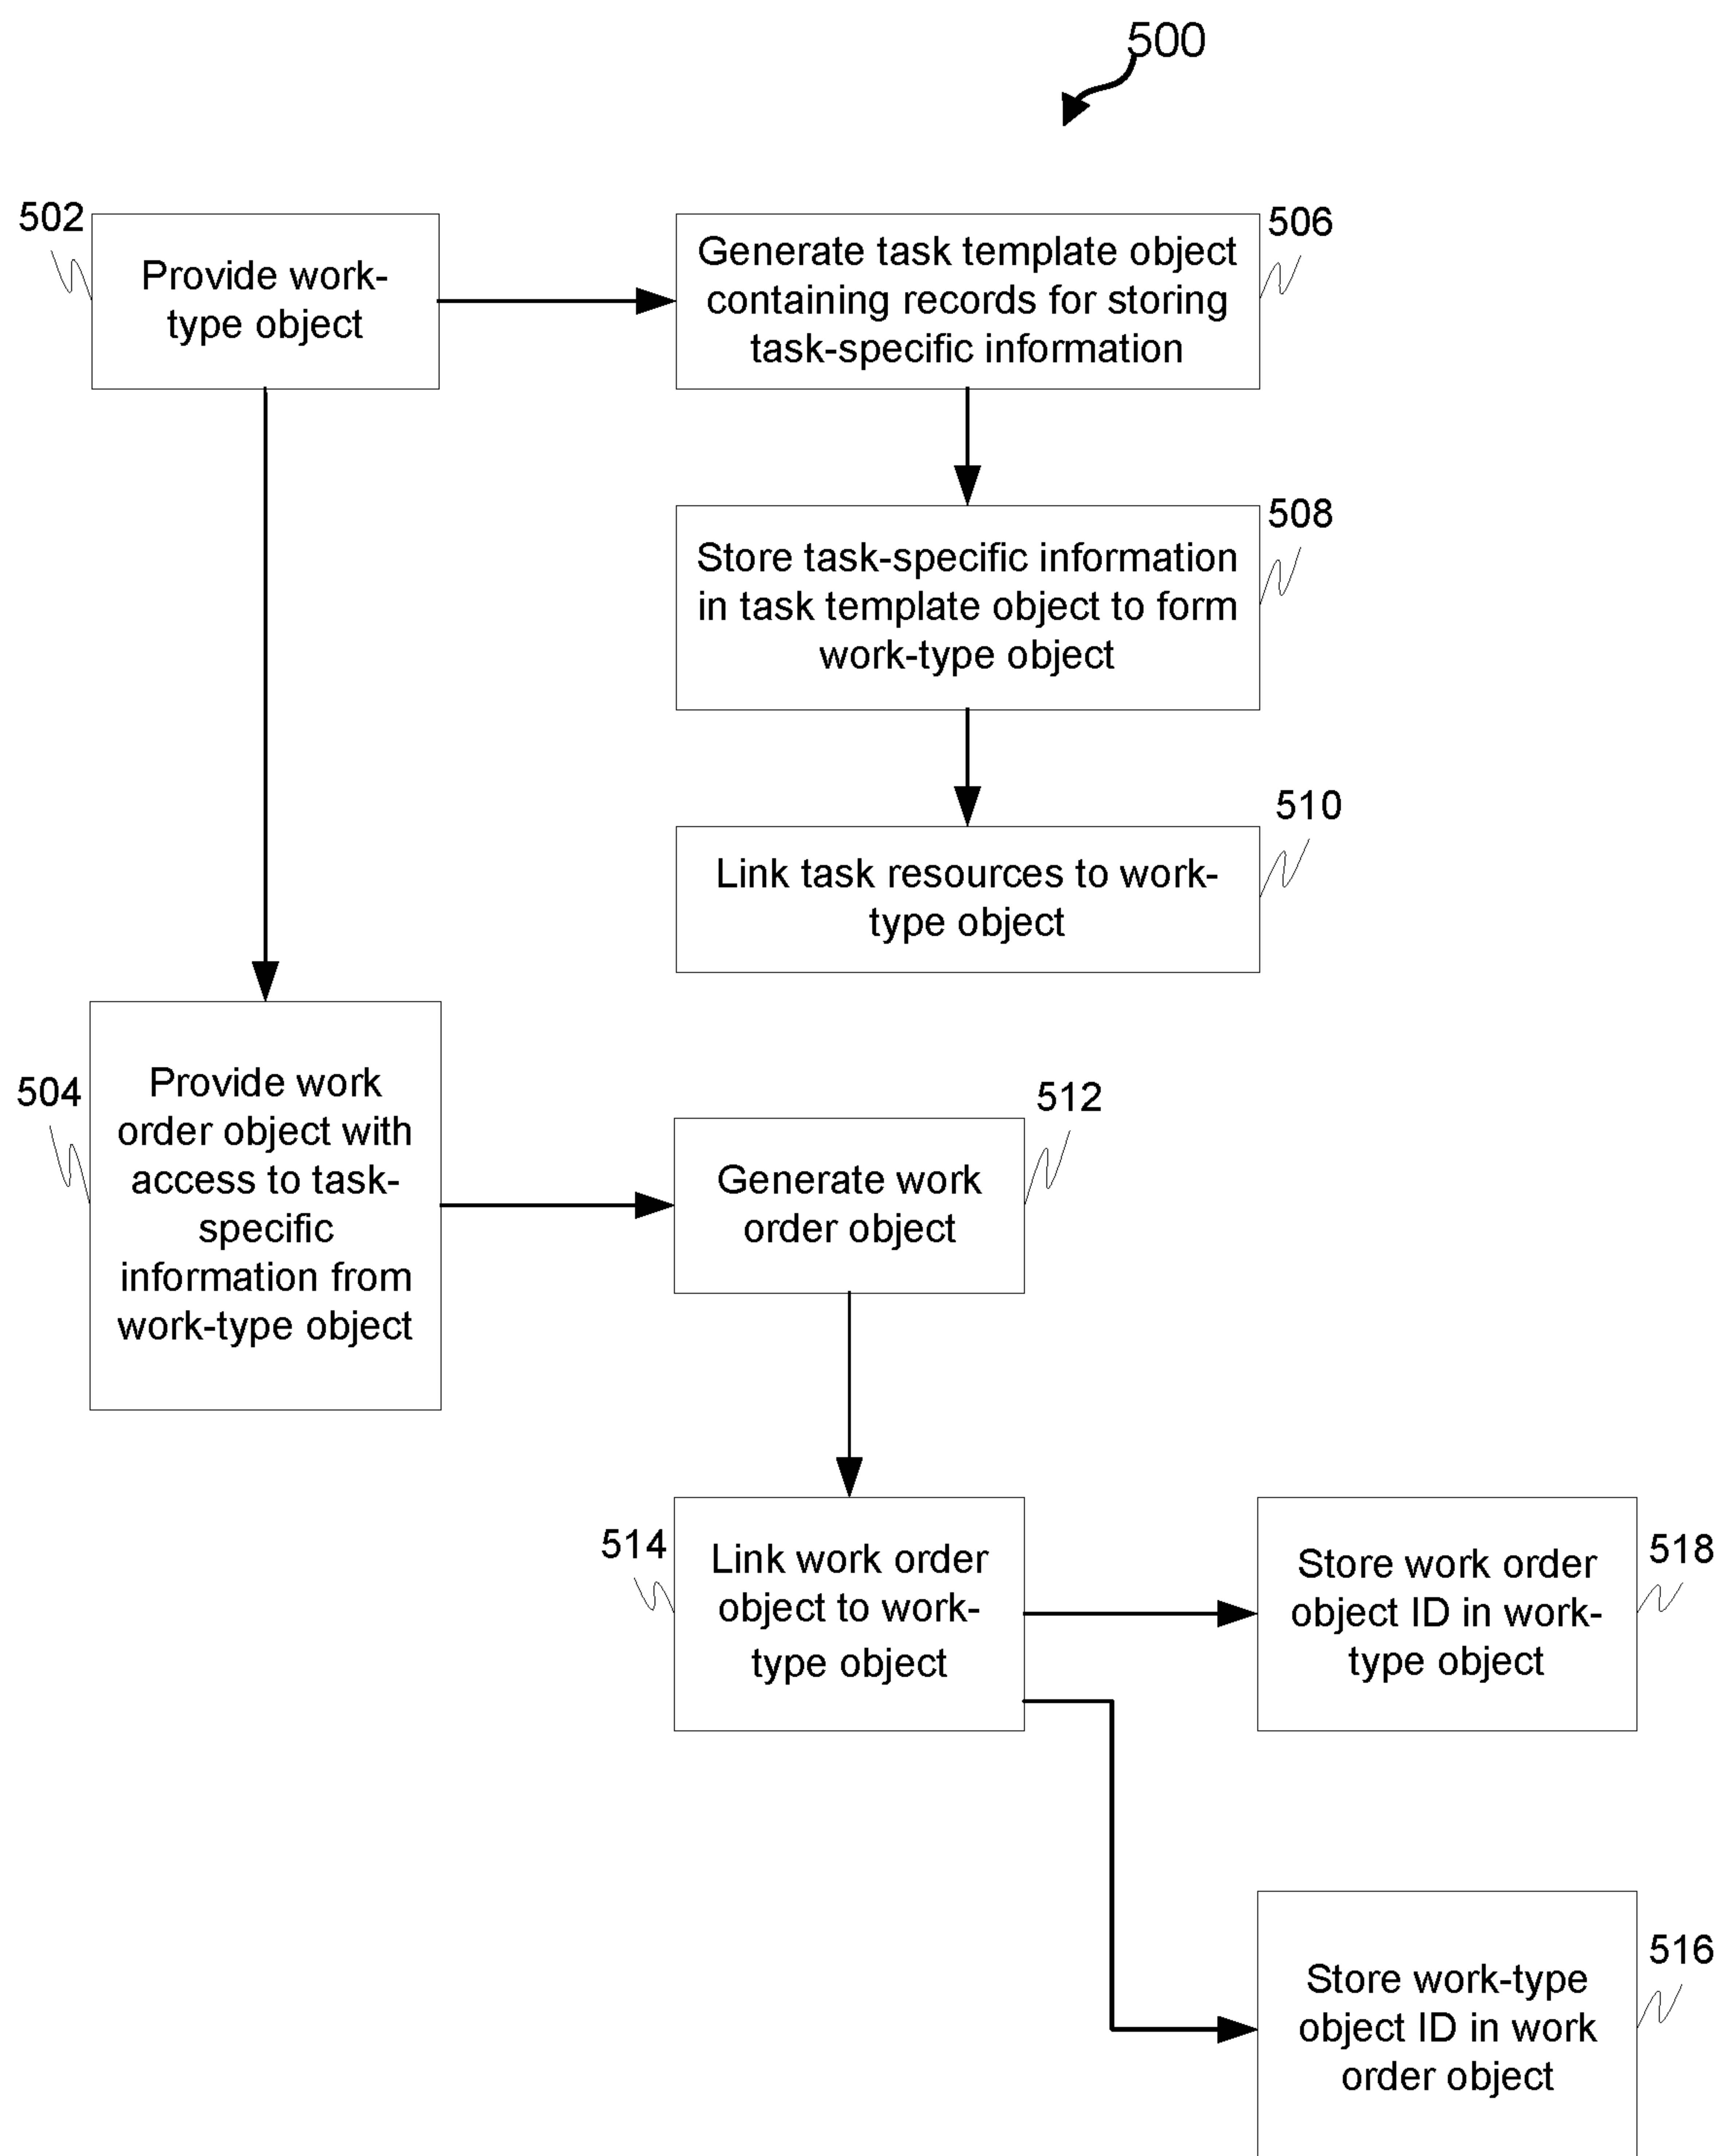 500
502
Provide work-
type object
506
Generate task template object
containing records for storing
task-specific information
508
Store task-specific information
in task template object to form
work-type object
510
Link task resources to work-
type object
504
Provide work
order object with
access to task-
specific
information from
work-type object
512
Generate work
order object
514
Link work order
object to work-
type object
518
Store work order
object ID in work-
type object
516
Store work-type
object ID in work
order object